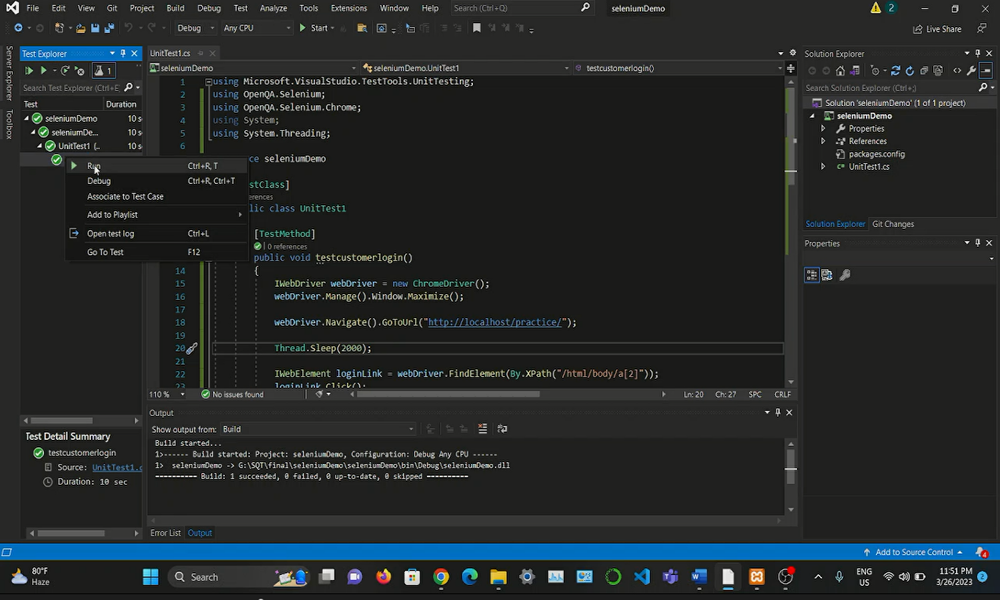 File Edit View Git Project Build Debug Test Analyze Tools Extensions Window Help Search (Ctrl+Q) seleniumDemo 2
Debug Any CPU Start Live Share
Server Explorer
Toolbox
Test Explorer
1
Search Test Explorer (Ctrl+E
Test Duration
seleniumDemo 10 s
seleniumDe... 10 s
UnitTest1 (.. 10 s
Run Ctrl+R, T
Debug Ctrl+R, Ctrl+T
Associate to Test Case
Add to Playlist
Open test log Ctrl+L
Go To Test F12
Test Detail Summary
testcustomerlogin
Source: UnitTest1.c
Duration: 10 sec
UnitTest1.cs
seleniumDemo seleniumDemo.UnitTest1 testcustomerlogin()
1 using Microsoft.VisualStudio.TestTools.UnitTesting;
2 using OpenQA.Selenium;
3 using OpenQA.Selenium.Chrome;
4 using System;
5 using System.Threading;
6
ce seleniumDemo
stClass]
erences
lic class UnitTest1
[TestMethod]
0 references
public void testcustomerlogin()
14 {
15 IWebDriver webDriver = new ChromeDriver();
16 webDriver.Manage().Window.Maximize();
17
18 webDriver.Navigate().GoToUrl("http://localhost/practice/");
19
20 Thread.Sleep(2000);
21
22 IWebElement loginLink = webDriver.FindElement(By.XPath("/html/body/a[2]"));
23 loginLink.Click();
110 % No issues found Ln: 20 Ch: 27 SPC CRLF
Output
Show output from: Build
Build started...
1>------ Build started: Project: seleniumDemo, Configuration: Debug Any CPU ------
1> seleniumDemo -> G:\SQT\final\seleniumDemo\seleniumDemo\bin\Debug\seleniumDemo.dll
========== Build: 1 succeeded, 0 failed, 0 up-to-date, 0 skipped ==========
Error List Output
Solution Explorer
Search Solution Explorer (Ctrl+;)
Solution 'seleniumDemo' (1 of 1 project)
seleniumDemo
Properties
References
packages.config
C# UnitTest1.cs
Solution Explorer Git Changes
Properties
Add to Source Control 4
80°F
Haze
Search
ENG
US
11:51 PM
3/26/2023
2